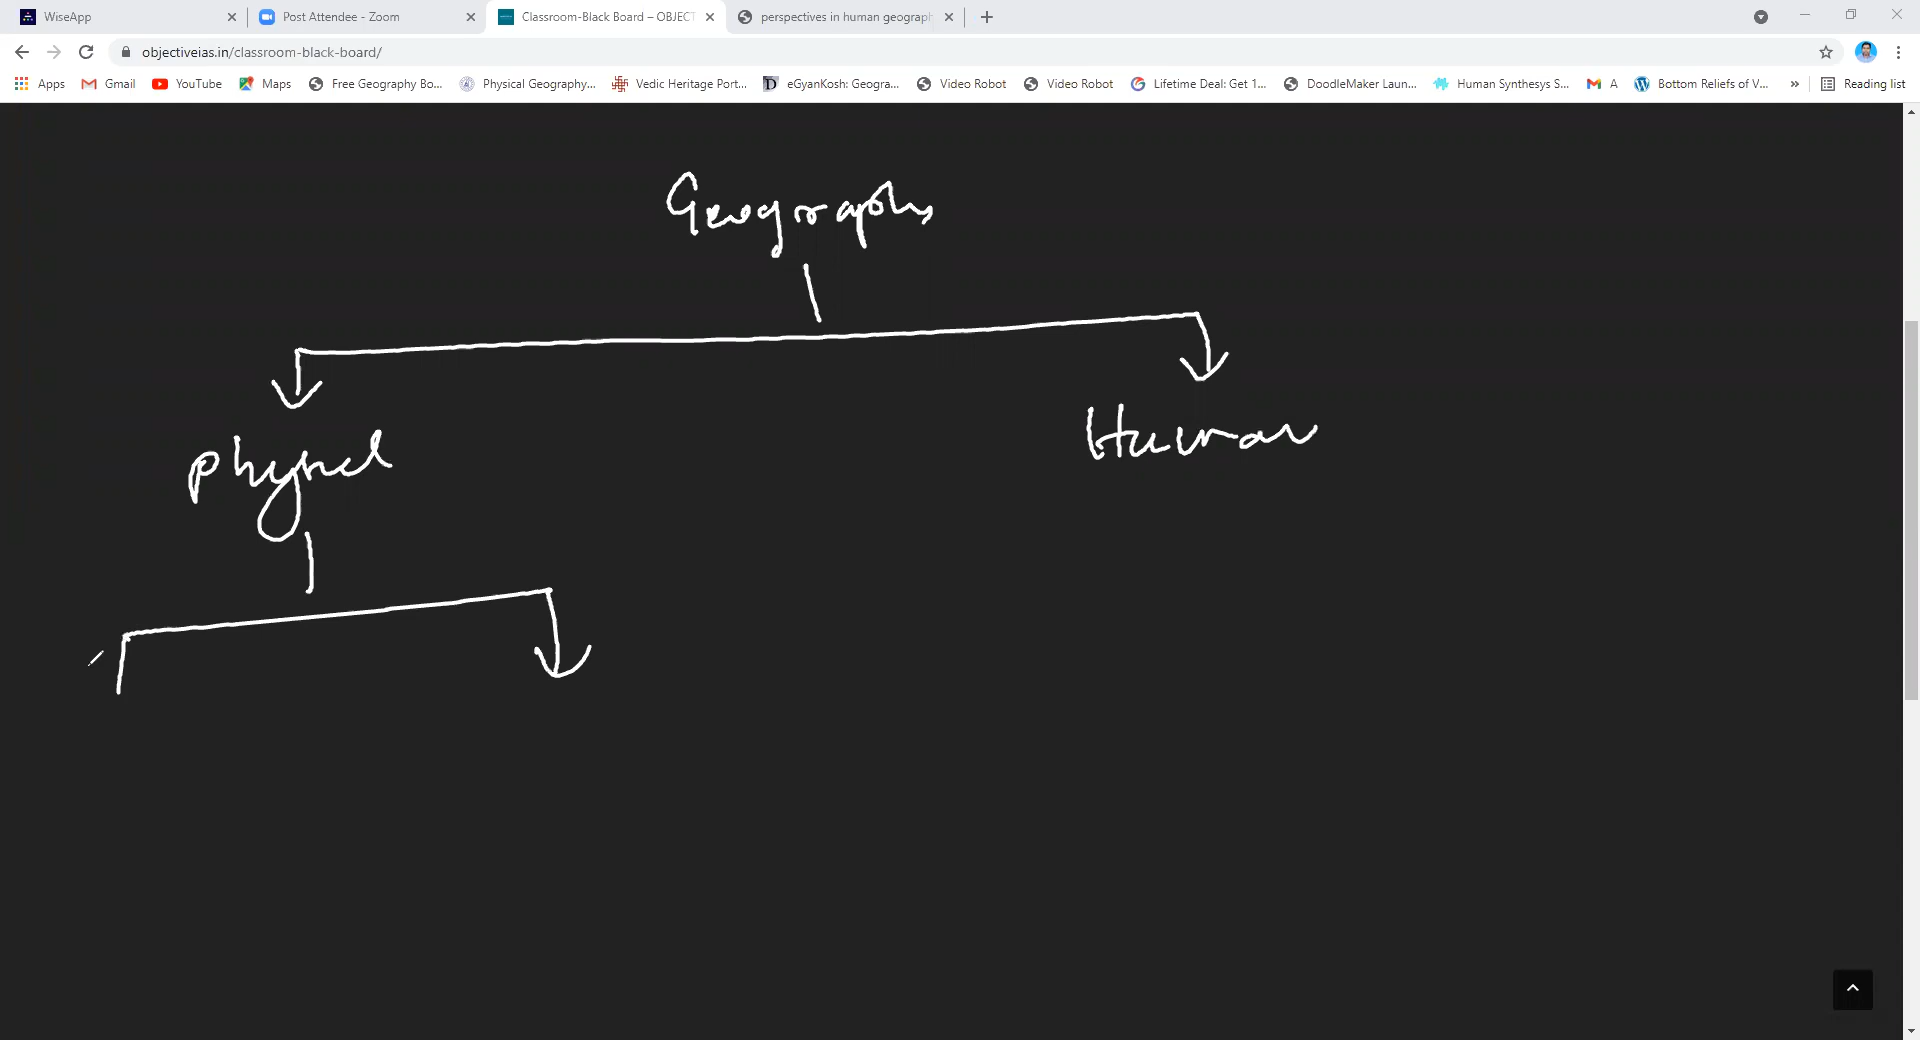 WiseApp
Post Attendee - Zoom
Classroom-Black Board – OBJECT
perspectives in human geograph
objectiveias.in/classroom-black-board/
Apps
Gmail
YouTube
Maps
Free Geography Bo...
Physical Geography...
Vedic Heritage Port...
eGyanKosh: Geogra...
Video Robot
Video Robot
Lifetime Deal: Get 1...
DoodleMaker Laun...
Human Synthesys S...
A
Bottom Reliefs of V...
»
Reading list
Geography
Physical
Human